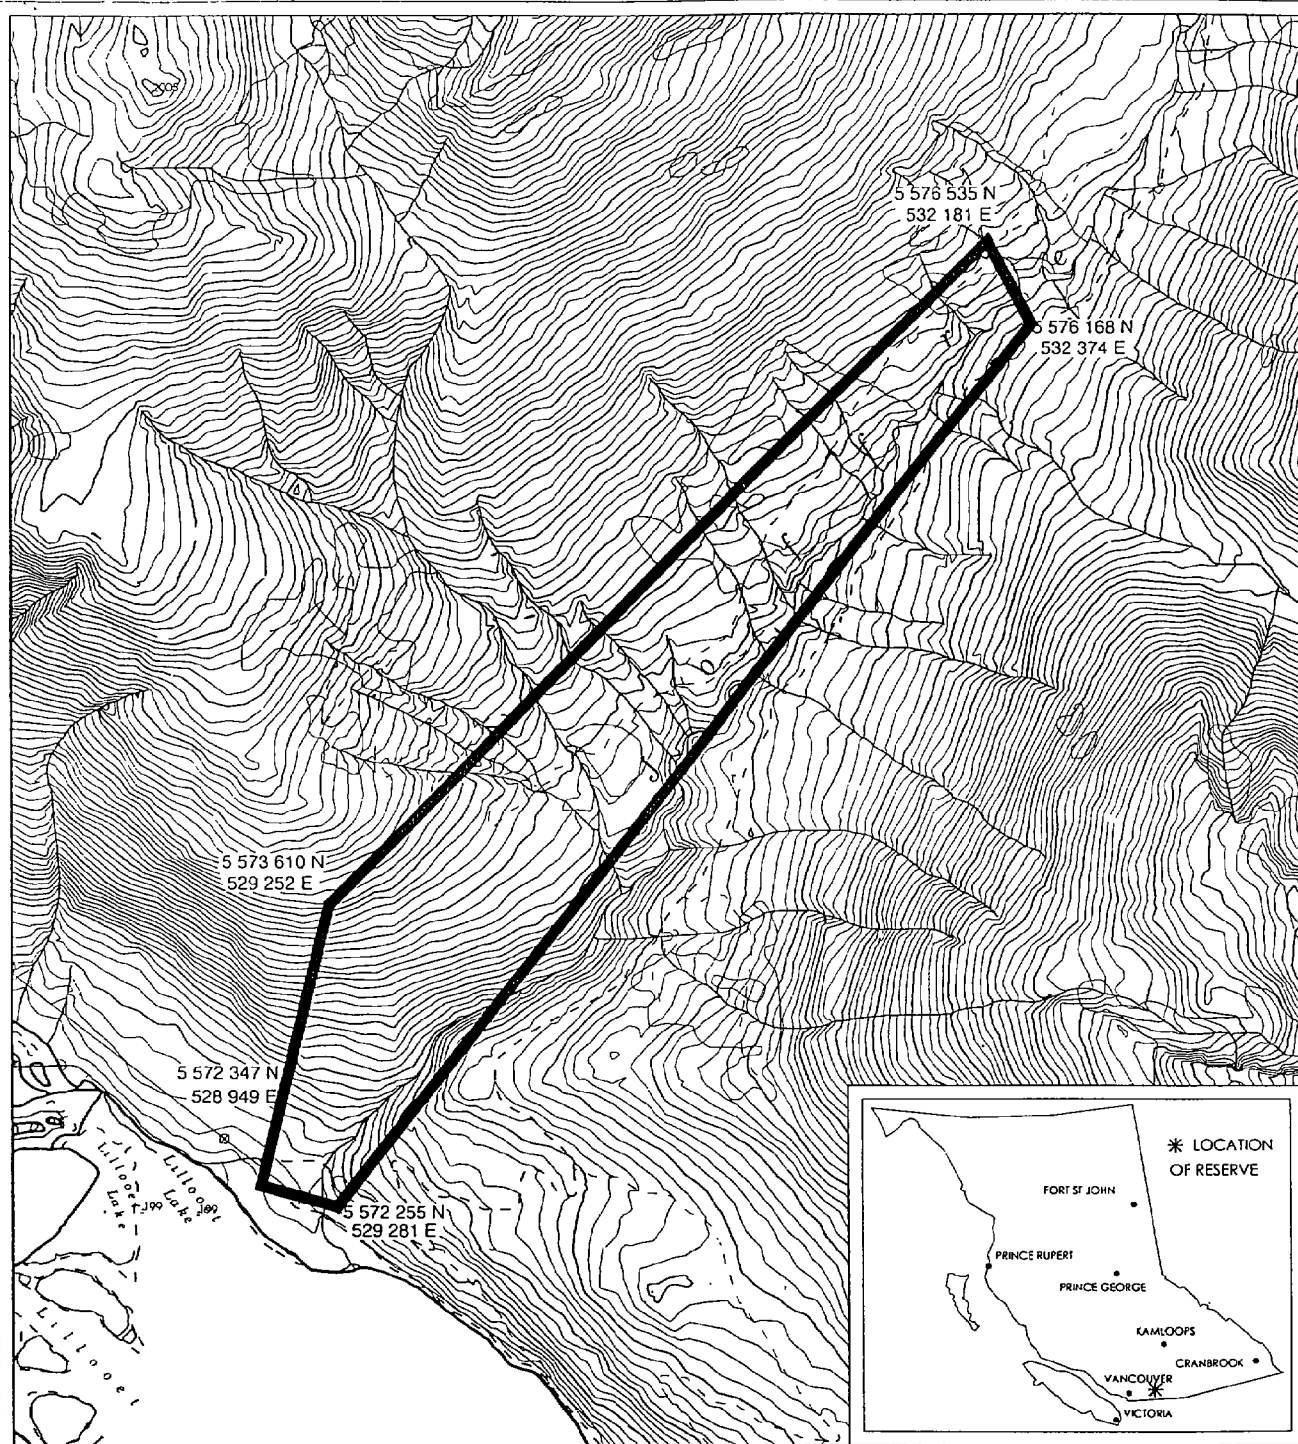 2005
5 576 535 N
532 181 E
5 576 168 N
532 374 E
5 573 610 N
529 252 E
5 572 347 N
528 949 E
5 572 255 N
529 281 E
Lillooet
Lake
199
Lillooet
Lake
Lillooet
LOCATION
OF RESERVE
FORT ST JOHN
PRINCE RUPERT
PRINCE GEORGE
KAMLOOPS
CRANBROOK
VANCOUVER
VICTORIA